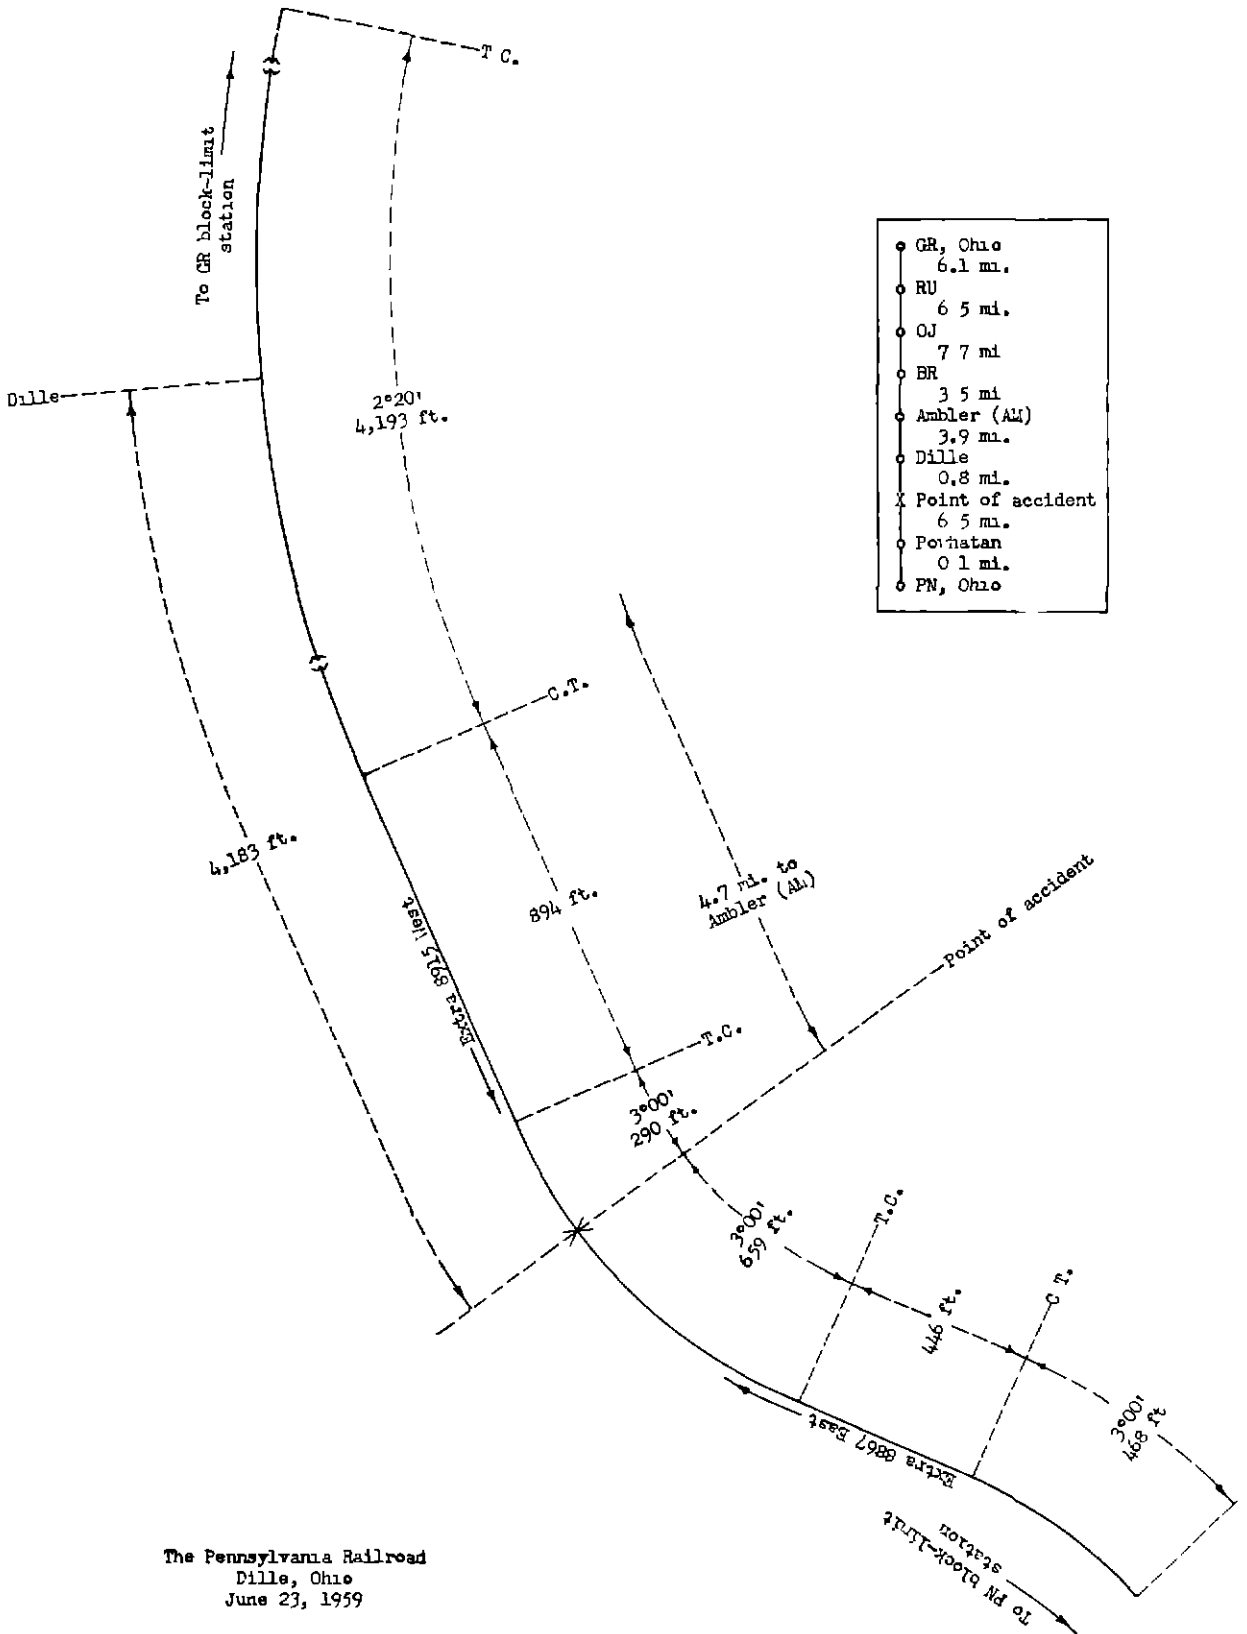 T C.
To GR block-limit
station
GR, Ohio
6.1 mi.
RU
6 5 mi.
OJ
7 7 mi
BR
3 5 mi
Ambler (AM)
3.9 mi.
Dille
0.8 mi.
X Point of accident
6 5 mi.
Powhatan
0 1 mi.
PN, Ohio
Dille
2°20'
4,193 ft.
C.T.
4,183 ft.
894 ft.
4.7 mi. to
Ambler (AM)
Extra 8915 West
Point of accident
T.C.
3°00'
290 ft.
3°00'
659 ft.
T.C.
446 ft.
C T.
3°00'
468 ft
Extra 8867 East
To PN block-limit
station
The Pennsylvania Railroad
Dille, Ohio
June 23, 1959